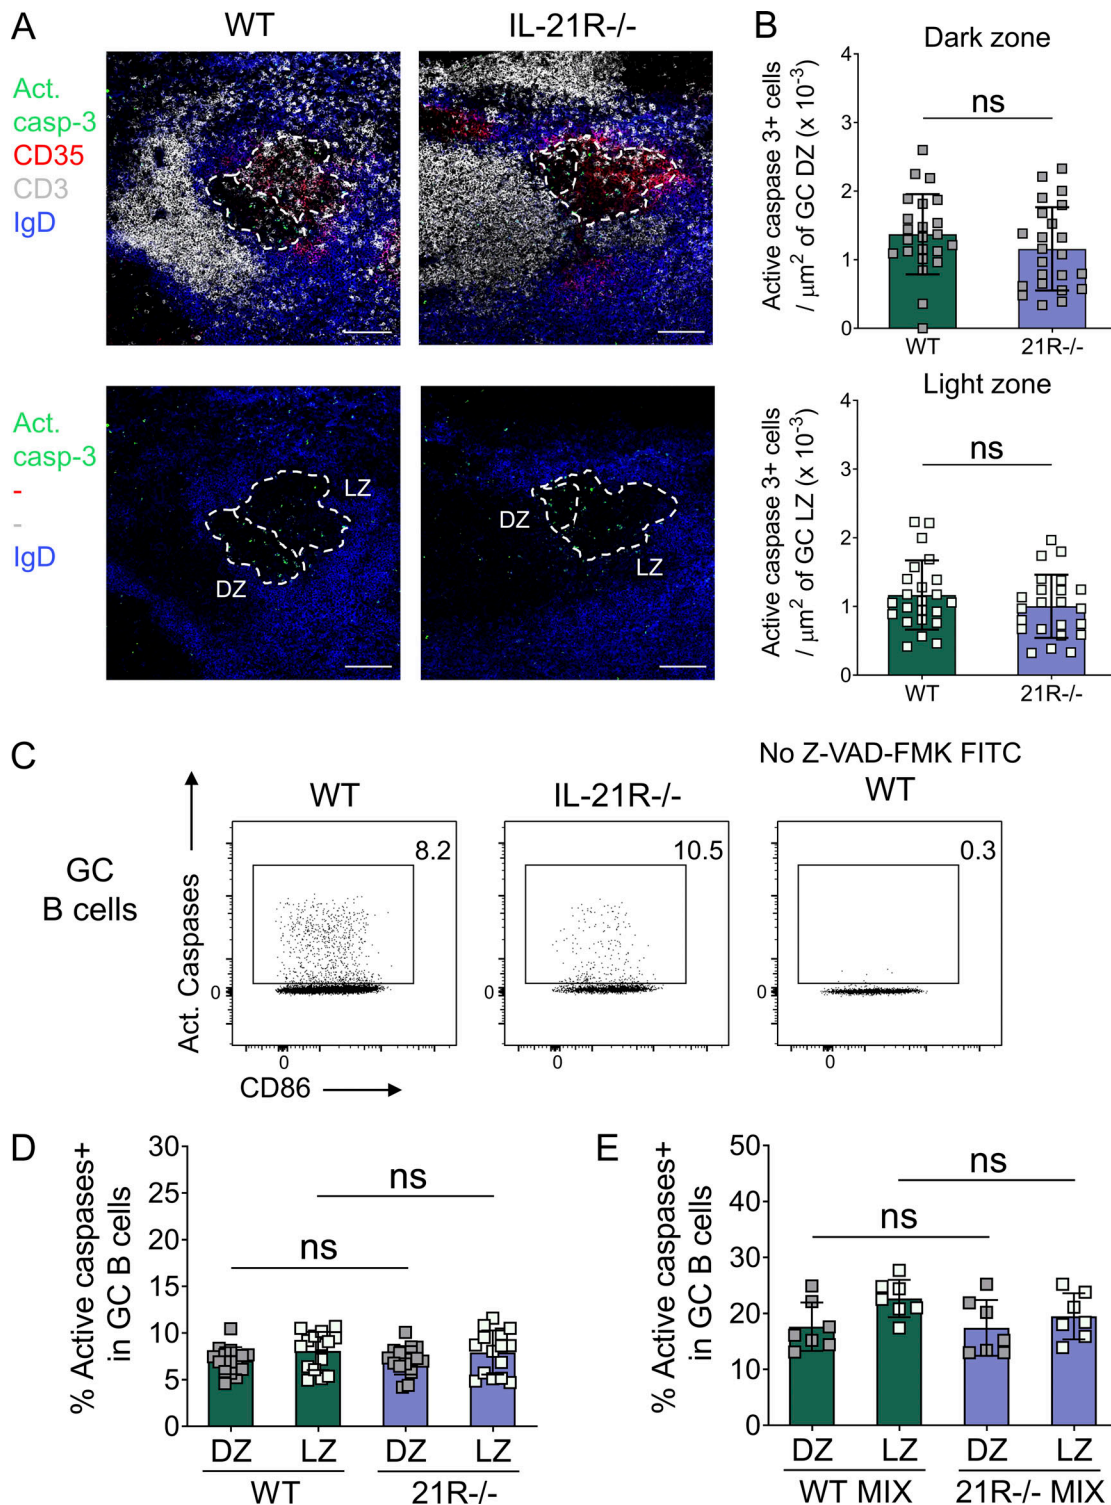 A
WT
IL-21R-/-
Act.
casp-3
CD35
CD3
IgD
Act.
casp-3
-
-
IgD
LZ
DZ
DZ
LZ
B
Dark zone
Active caspase 3+ cells
/ μm² of GC DZ (x 10⁻³)
4
3
2
1
0
ns
WT
21R-/-
Light zone
Active caspase 3+ cells
/ μm² of GC LZ (x 10⁻³)
4
3
2
1
0
ns
WT
21R-/-
C
No Z-VAD-FMK FITC
WT
IL-21R-/-
WT
GC
B cells
Act. Caspases
8.2
10.5
0.3
0
0
0
0
0
0
CD86
D
% Active caspases+
in GC B cells
30
25
20
15
10
5
0
ns
ns
DZ LZ DZ LZ
WT 21R-/-
E
% Active caspases+
in GC B cells
50
40
30
20
10
0
ns
ns
DZ LZ DZ LZ
WT MIX 21R-/- MIX